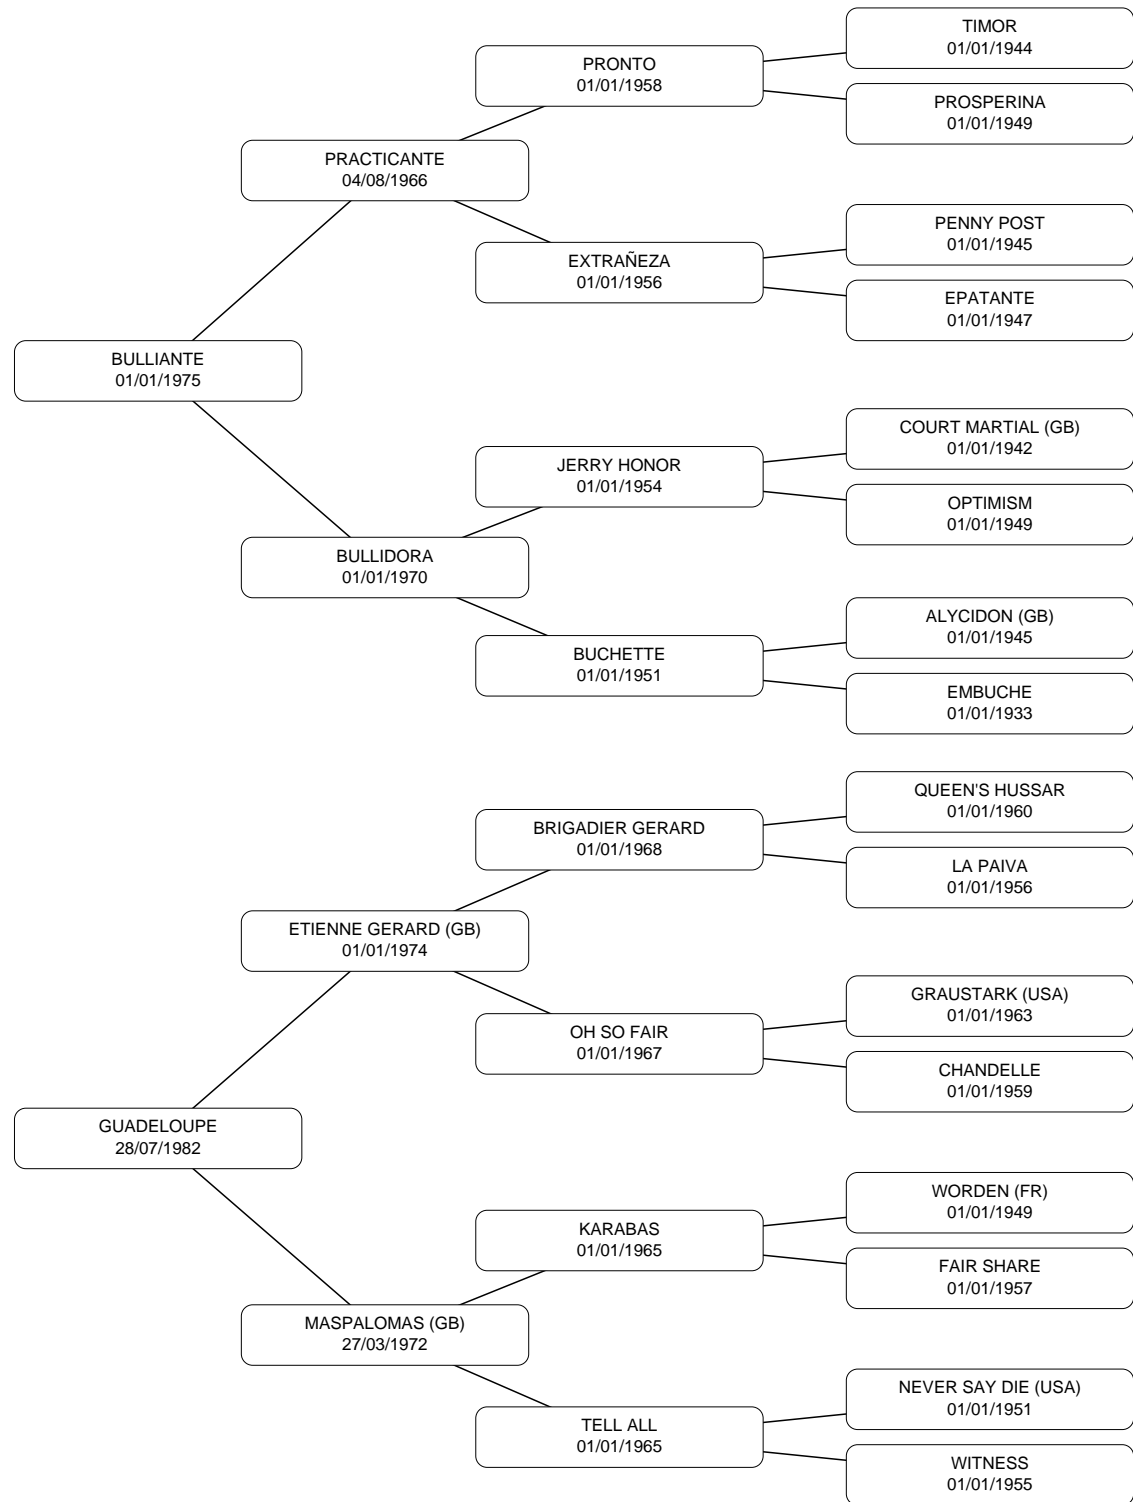 TIMOR
01/01/1944
PRONTO
01/01/1958
PROSPERINA
01/01/1949
PRACTICANTE
04/08/1966
PENNY POST
01/01/1945
EXTRAÑEZA
01/01/1956
EPATANTE
01/01/1947
BULLIANTE
01/01/1975
COURT MARTIAL (GB)
01/01/1942
JERRY HONOR
01/01/1954
OPTIMISM
01/01/1949
BULLIDORA
01/01/1970
ALYCIDON (GB)
01/01/1945
BUCHETTE
01/01/1951
EMBUCHE
01/01/1933
QUEEN'S HUSSAR
01/01/1960
BRIGADIER GERARD
01/01/1968
LA PAIVA
01/01/1956
ETIENNE GERARD (GB)
01/01/1974
GRAUSTARK (USA)
01/01/1963
OH SO FAIR
01/01/1967
CHANDELLE
01/01/1959
GUADELOUPE
28/07/1982
WORDEN (FR)
01/01/1949
KARABAS
01/01/1965
FAIR SHARE
01/01/1957
MASPALOMAS (GB)
27/03/1972
NEVER SAY DIE (USA)
01/01/1951
TELL ALL
01/01/1965
WITNESS
01/01/1955